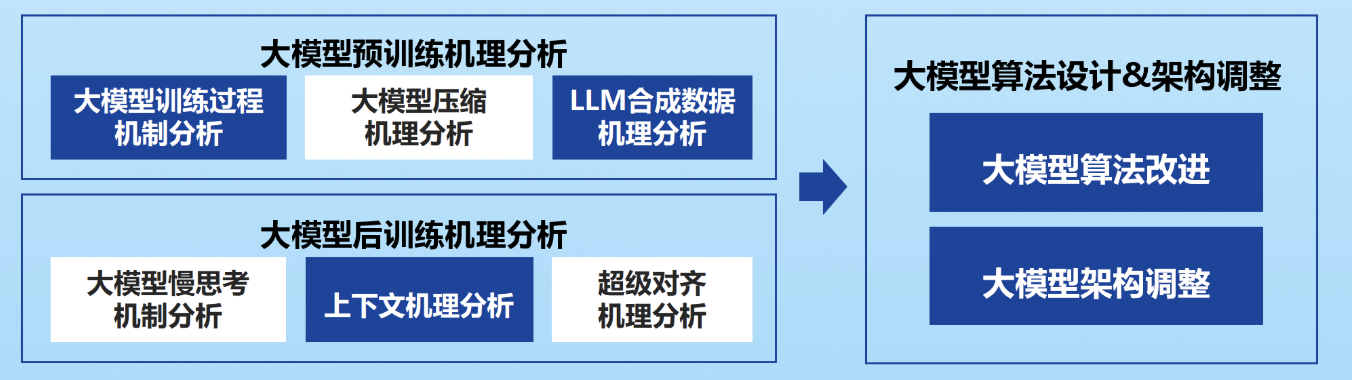 大模型预训练机理分析
大模型训练过程
机制分析
大模型压缩
机理分析
LLM合成数据
机理分析
大模型后训练机理分析
大模型慢思考
机制分析
上下文机理分析
超级对齐
机理分析
大模型算法设计&架构调整
大模型算法改进
大模型架构调整